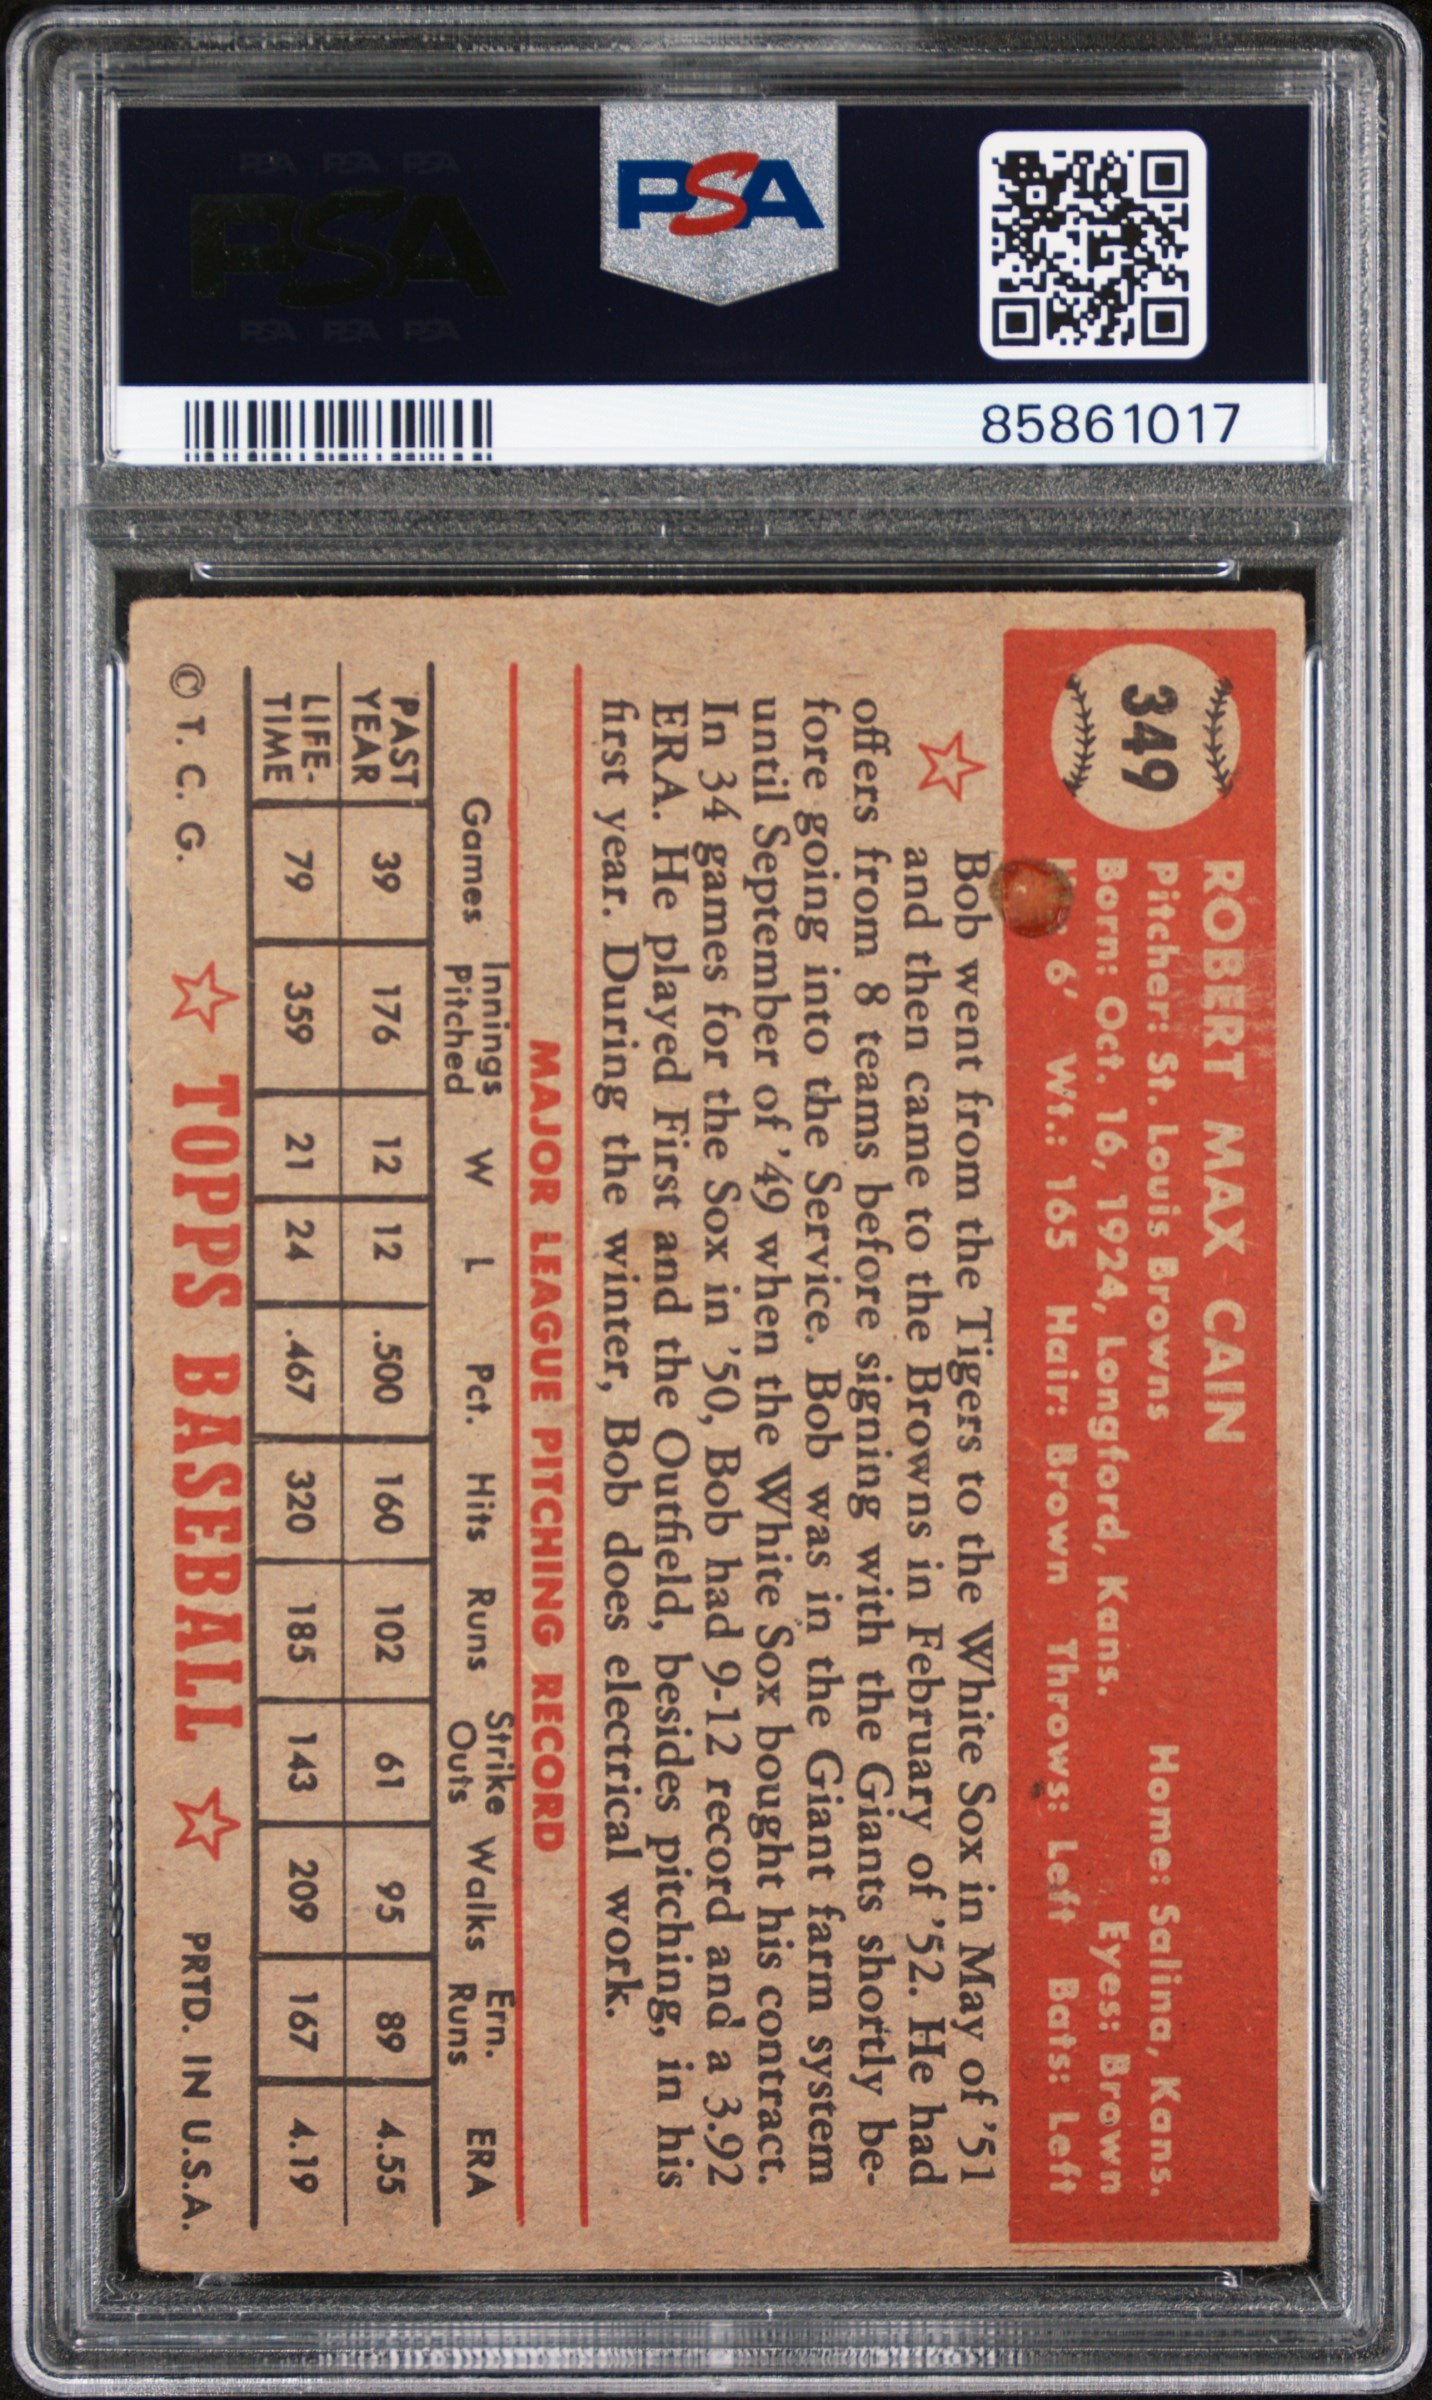 PSA PSA PSA
PSA
PSA PSA PSA
PSA
85861017
349
ROBERT MAX CAIN
Pitcher: St. Louis Browns Home: Salina, Kans.
Born: Oct. 16, 1924, Longford, Kans. Eyes: Brown
6' Wt.: 165 Hair: Brown Throws: Left Bats: Left
Bob went from the Tigers to the White Sox in May of '51
and then came to the Browns in February of '52. He had
offers from 8 teams before signing with the Giants shortly be-
fore going into the Service. Bob was in the Giant farm system
until September of '49 when the White Sox bought his contract.
In 34 games for the Sox in '50, Bob had 9-12 record and a 3.92
ERA. He played First and the Outfield, besides pitching, in his
first year. During the winter, Bob does electrical work.
MAJOR LEAGUE PITCHING RECORD
Games Innings Pitched W L Pct. Hits Runs Strike Outs Walks Ern. Runs ERA
PAST YEAR 39 176 12 12 .500 160 102 61 95 89 4.55
LIFE-TIME 79 359 21 24 .467 320 185 143 209 167 4.19
© T. C. G. TOPPS BASEBALL PRTD. IN U.S.A.